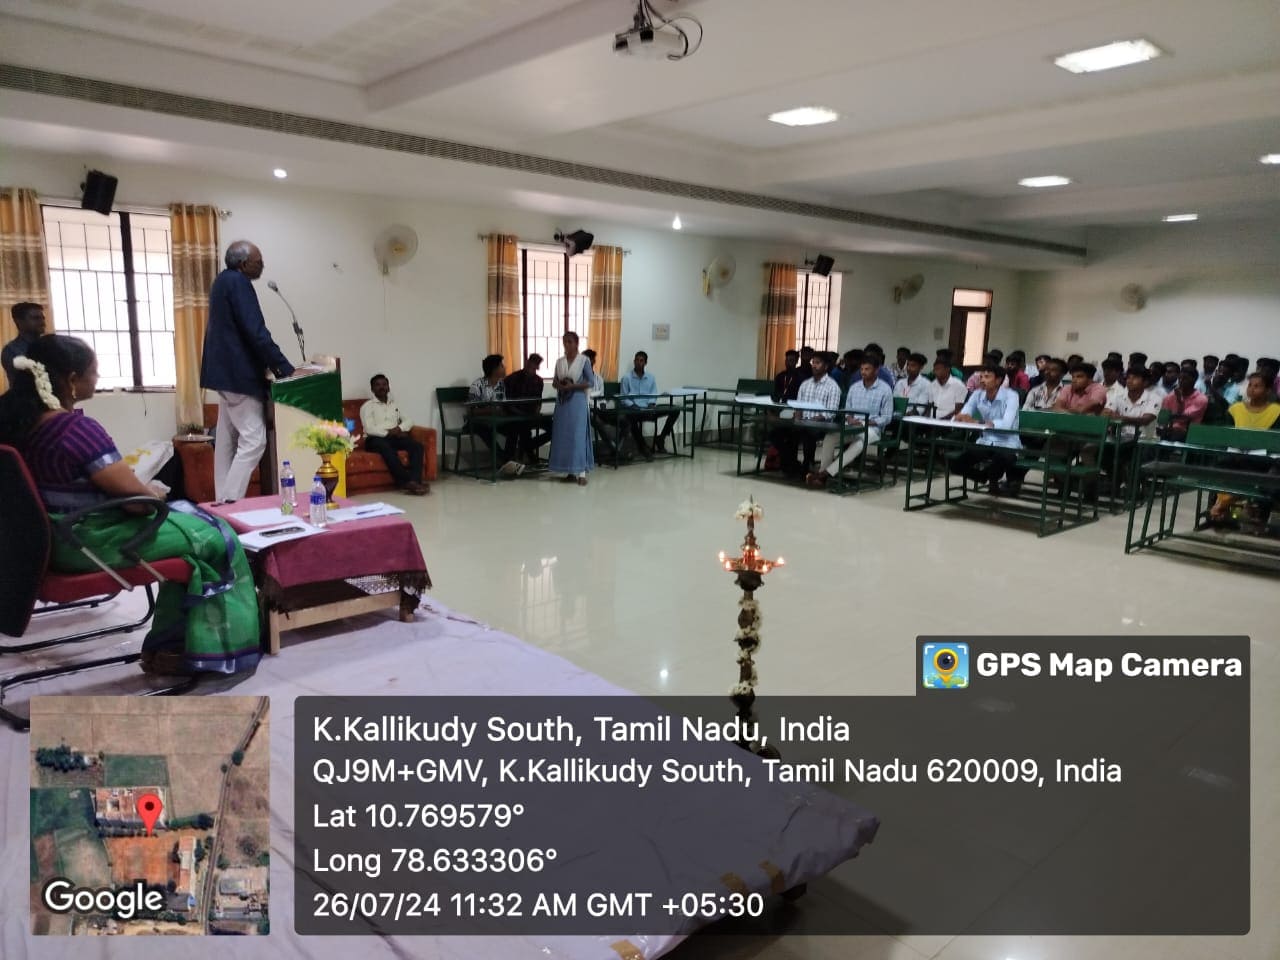 GPS Map Camera
K.Kallikudy South, Tamil Nadu, India
QJ9M+GMV, K.Kallikudy South, Tamil Nadu 620009, India
Lat 10.769579°
Long 78.633306°
26/07/24 11:32 AM GMT +05:30
Google